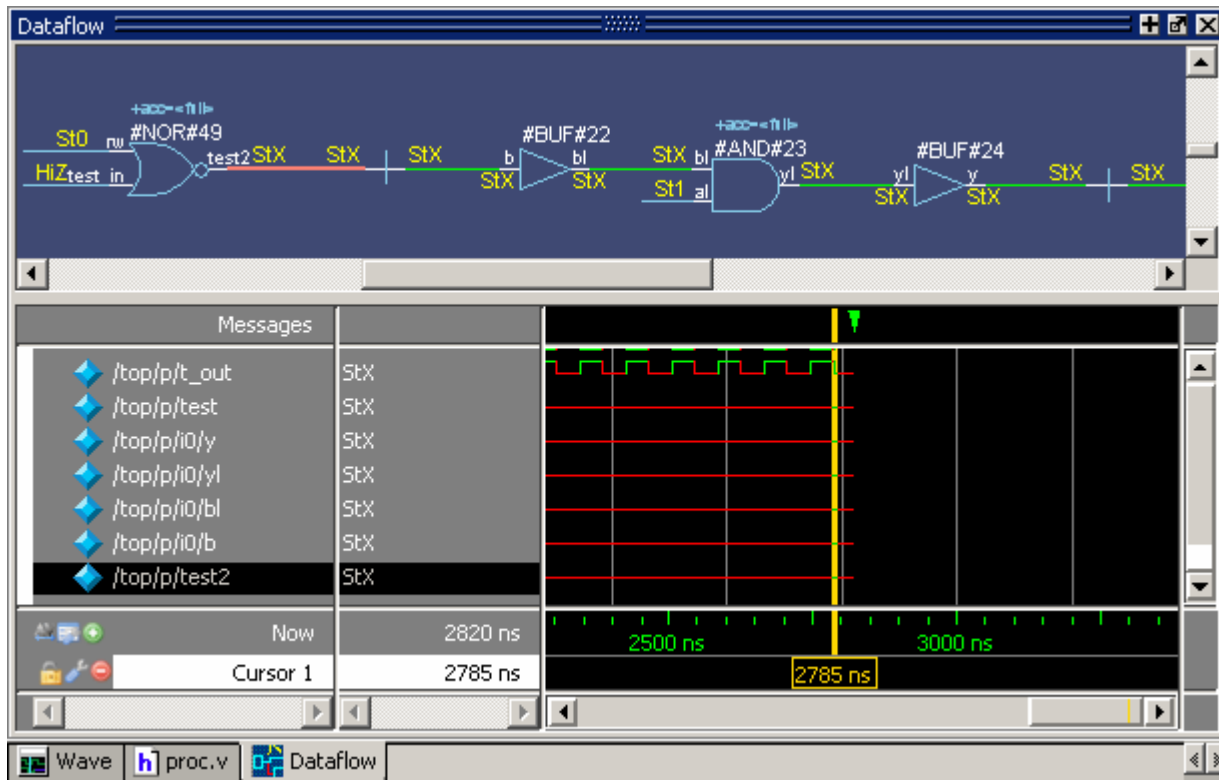 Dataflow
+acc=<full> +acc=<full>
St0 rw #NOR#49 test2 StX StX StX b #BUF#22 bl StX bl #AND#23 yl StX yl #BUF#24 y StX StX
HiZ test in StX StX St1 al StX StX
Messages
/top/p/t_out StX
/top/p/test StX
/top/p/i0/y StX
/top/p/i0/yl StX
/top/p/i0/bl StX
/top/p/i0/b StX
/top/p/test2 StX
Now 2820 ns 2500 ns 3000 ns
Cursor 1 2785 ns 2785 ns
Wave h proc.v Dataflow